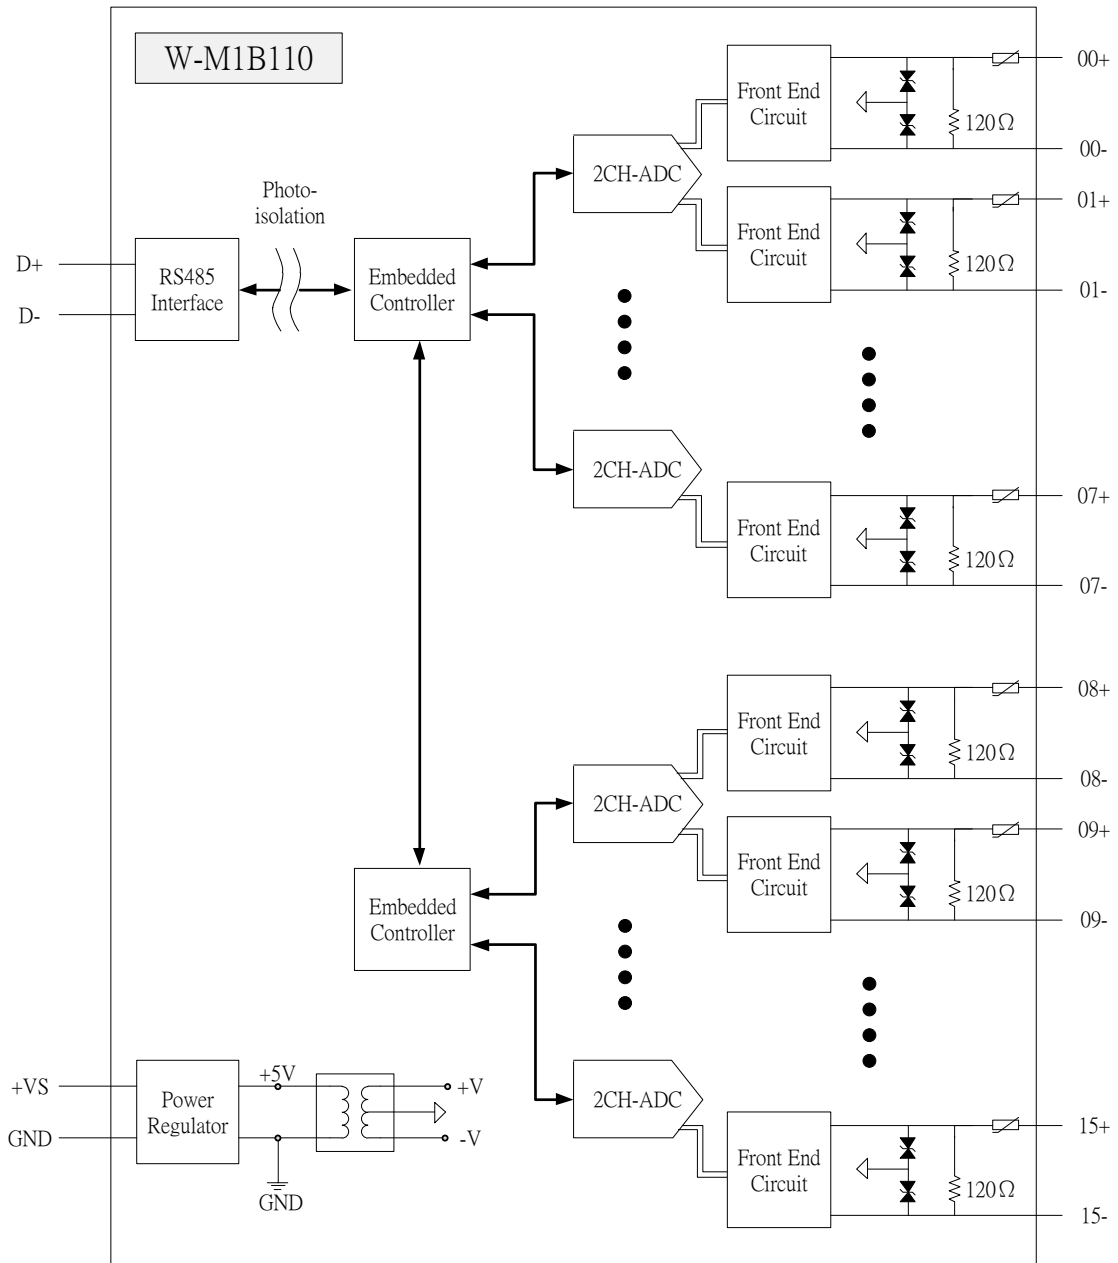 W-M1B110
Front End
Circuit
00+
120Ω
00-
2CH-ADC
Photo-
isolation
Front End
Circuit
01+
120Ω
01-
D+
D-
RS485
Interface
Embedded
Controller
2CH-ADC
Front End
Circuit
07+
120Ω
07-
Front End
Circuit
08+
120Ω
08-
2CH-ADC
Front End
Circuit
09+
120Ω
09-
Embedded
Controller
+VS
GND
Power
Regulator
+5V
GND
+V
-V
2CH-ADC
Front End
Circuit
15+
120Ω
15-